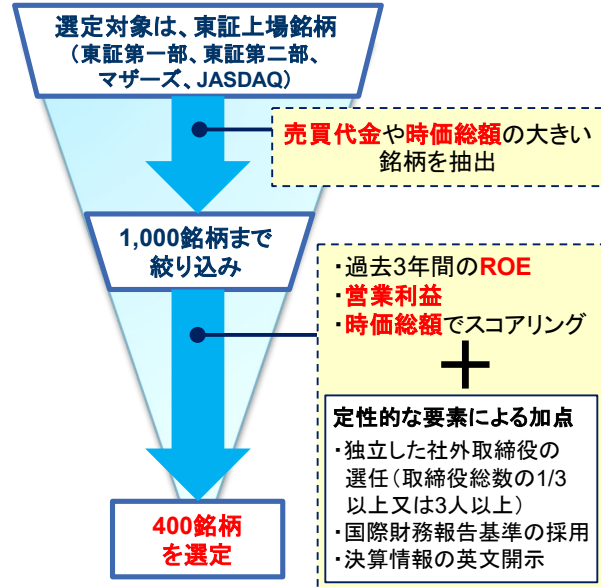 選定対象は、東証上場銘柄
（東証第一部、東証第二部、
マザーズ、JASDAQ）
売買代金や時価総額の大きい
銘柄を抽出
1,000銘柄まで
絞り込み
・過去3年間のROE
・営業利益
・時価総額でスコアリング
＋
定性的な要素による加点
・独立した社外取締役の
選任（取締役総数の1/3
以上又は3人以上）
・国際財務報告基準の採用
・決算情報の英文開示
400銘柄
を選定